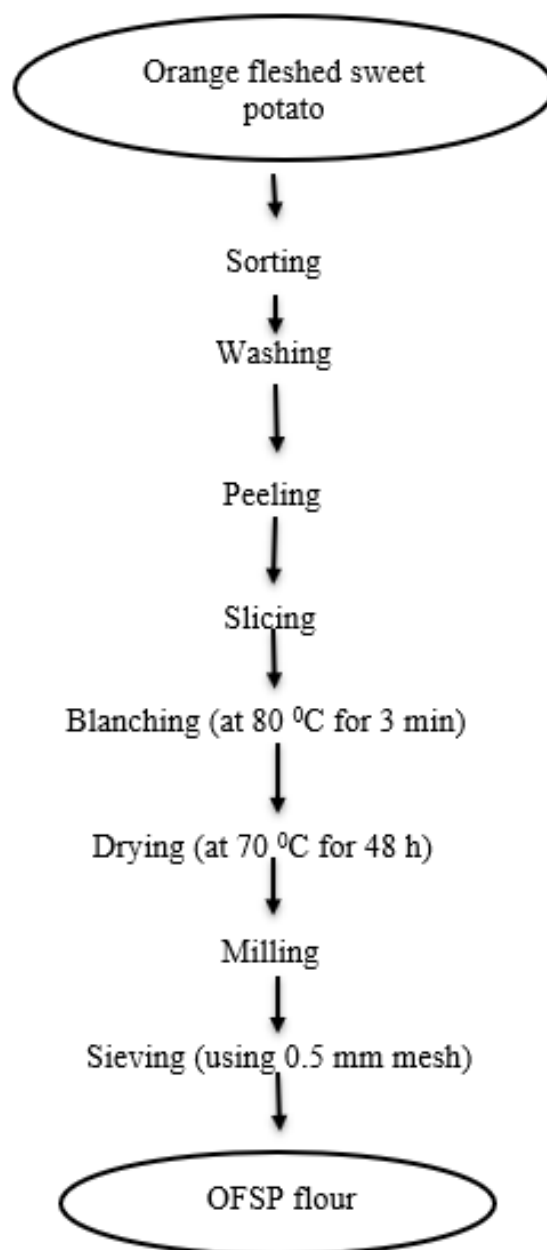 Orange fleshed sweet
potato
Sorting
Washing
Peeling
Slicing
Blanching (at 80 ⁰C for 3 min)
Drying (at 70 ⁰C for 48 h)
Milling
Sieving (using 0.5 mm mesh)
OFSP flour